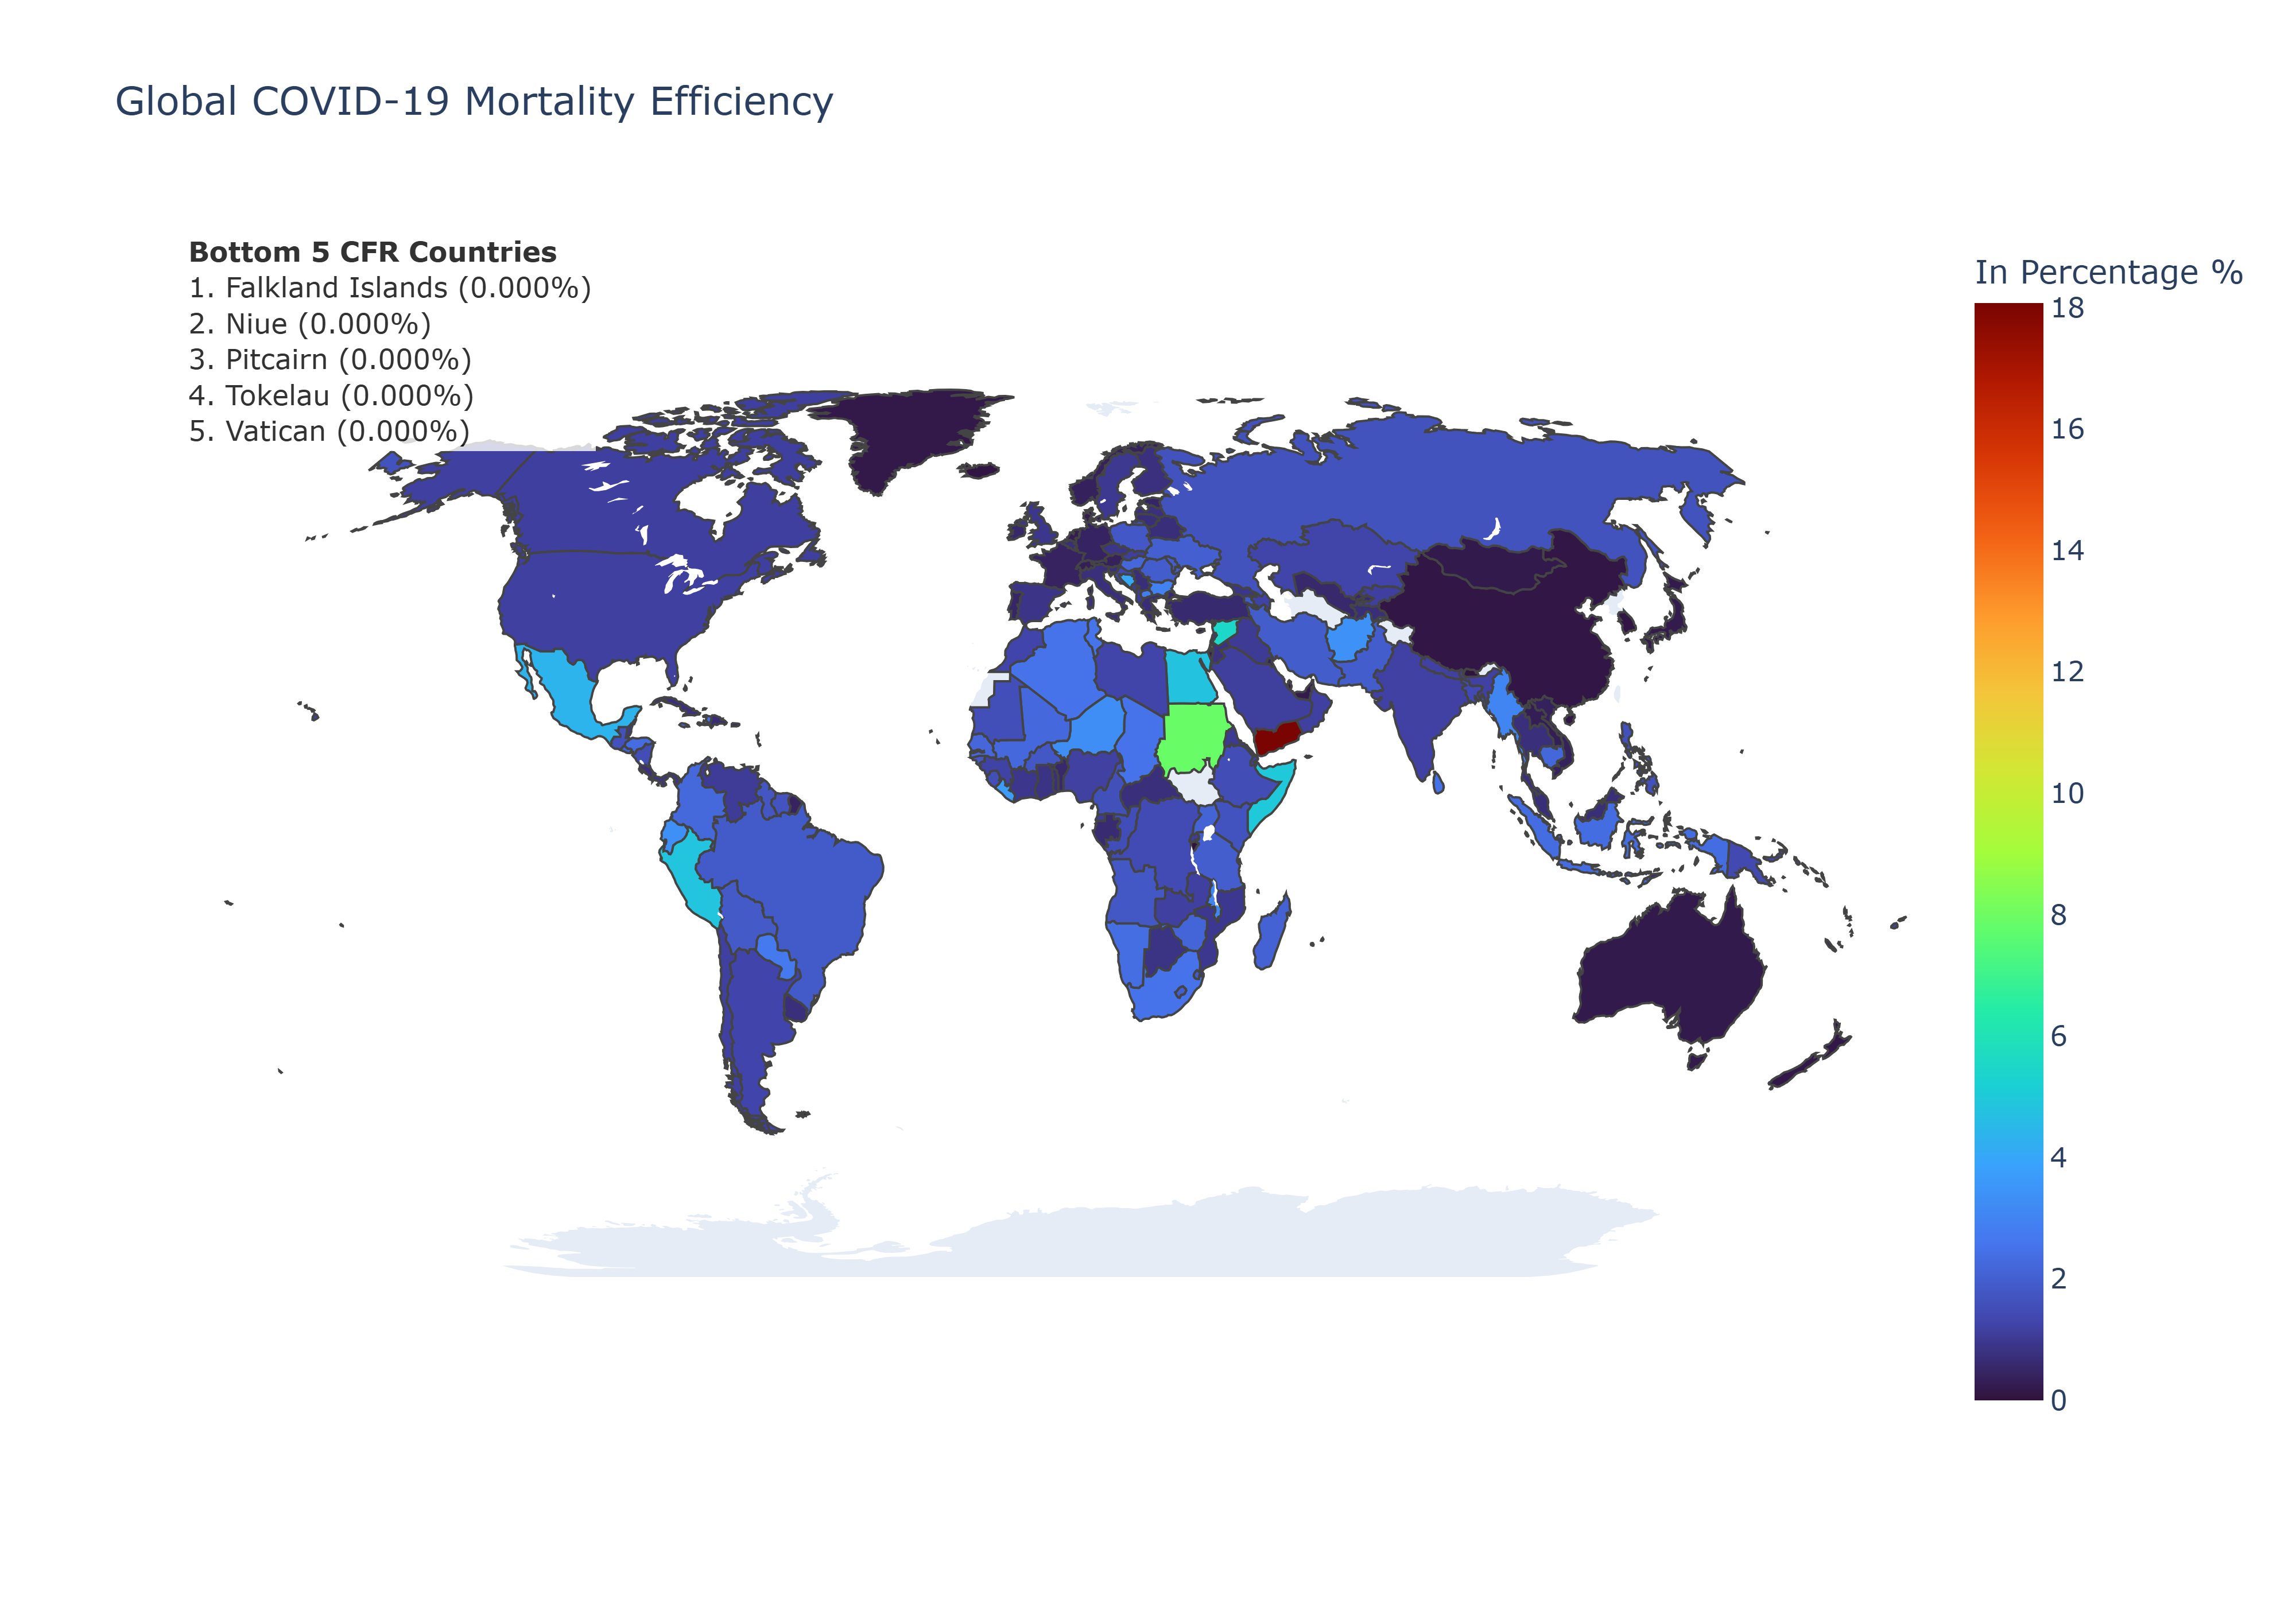 Global COVID-19 Mortality Efficiency
Bottom 5 CFR Countries
1. Falkland Islands (0.000%)
2. Niue (0.000%)
3. Pitcairn (0.000%)
4. Tokelau (0.000%)
5. Vatican (0.000%)
In Percentage %
18
16
14
12
10
8
6
4
2
0